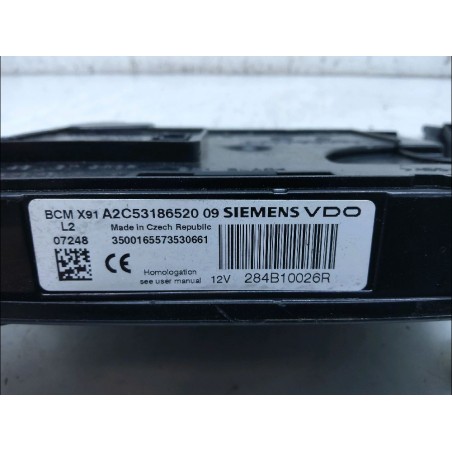 BCM X91 A2C53186520 09 SIEMENS VDO
L2 Made in Czech Republic
07248 3500165573530661
CE Homologation
see user manual 12V 284B10026R